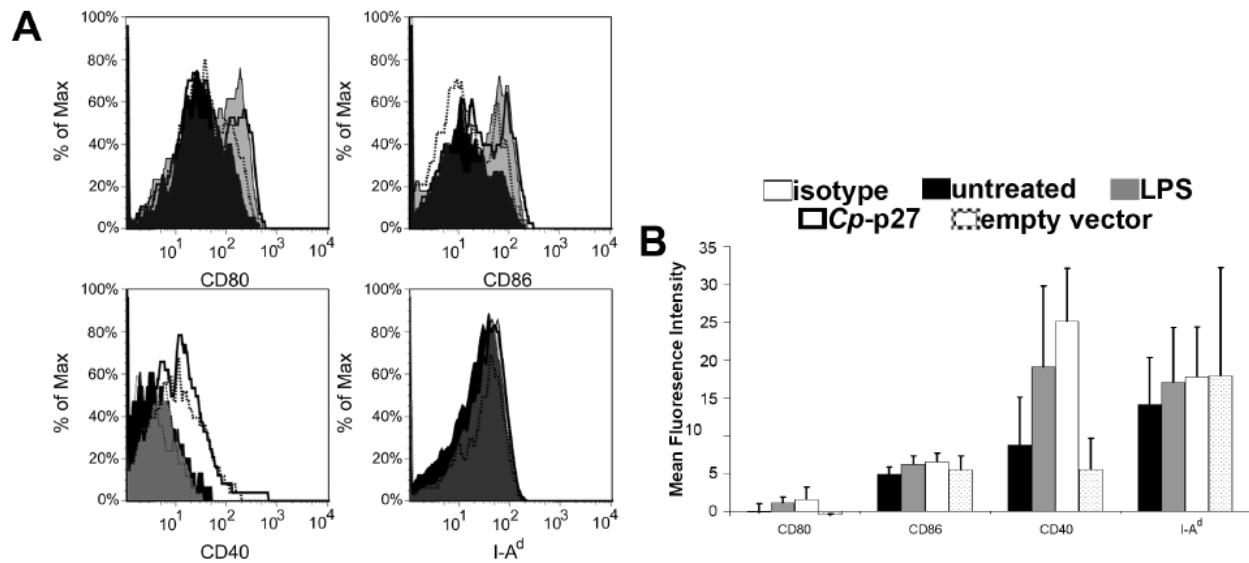 A
% of Max
100%
80%
60%
40%
20%
0%
10^1 10^2 10^3 10^4
CD80
% of Max
100%
80%
60%
40%
20%
0%
10^1 10^2 10^3 10^4
CD86
% of Max
100%
80%
60%
40%
20%
0%
10^1 10^2 10^3 10^4
CD40
% of Max
100%
80%
60%
40%
20%
0%
10^1 10^2 10^3 10^4
I-A^d
isotype untreated LPS
Cp-p27 empty vector
B
Mean Fluoresence Intensity
35
30
25
20
15
10
5
0
CD80 CD86 CD40 I-A^d